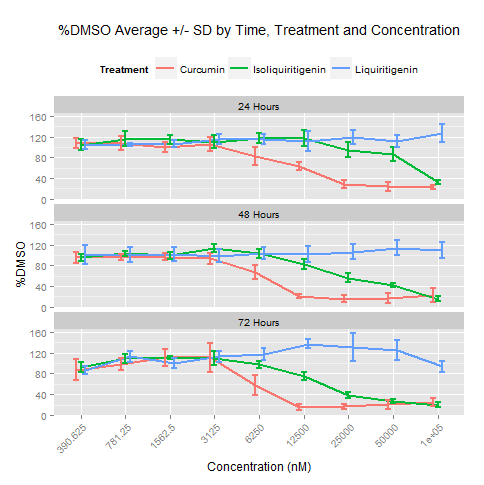 %DMSO Average +/- SD by Time, Treatment and Concentration
Treatment Curcumin Isoliquiritigenin Liquiritigenin
24 Hours
160
120
80
40
0
48 Hours
160
120
80
40
0
%DMSO
72 Hours
160
120
80
40
0
390.625 781.25 1562.5 3125 6250 12500 25000 50000 1e+05
Concentration (nM)